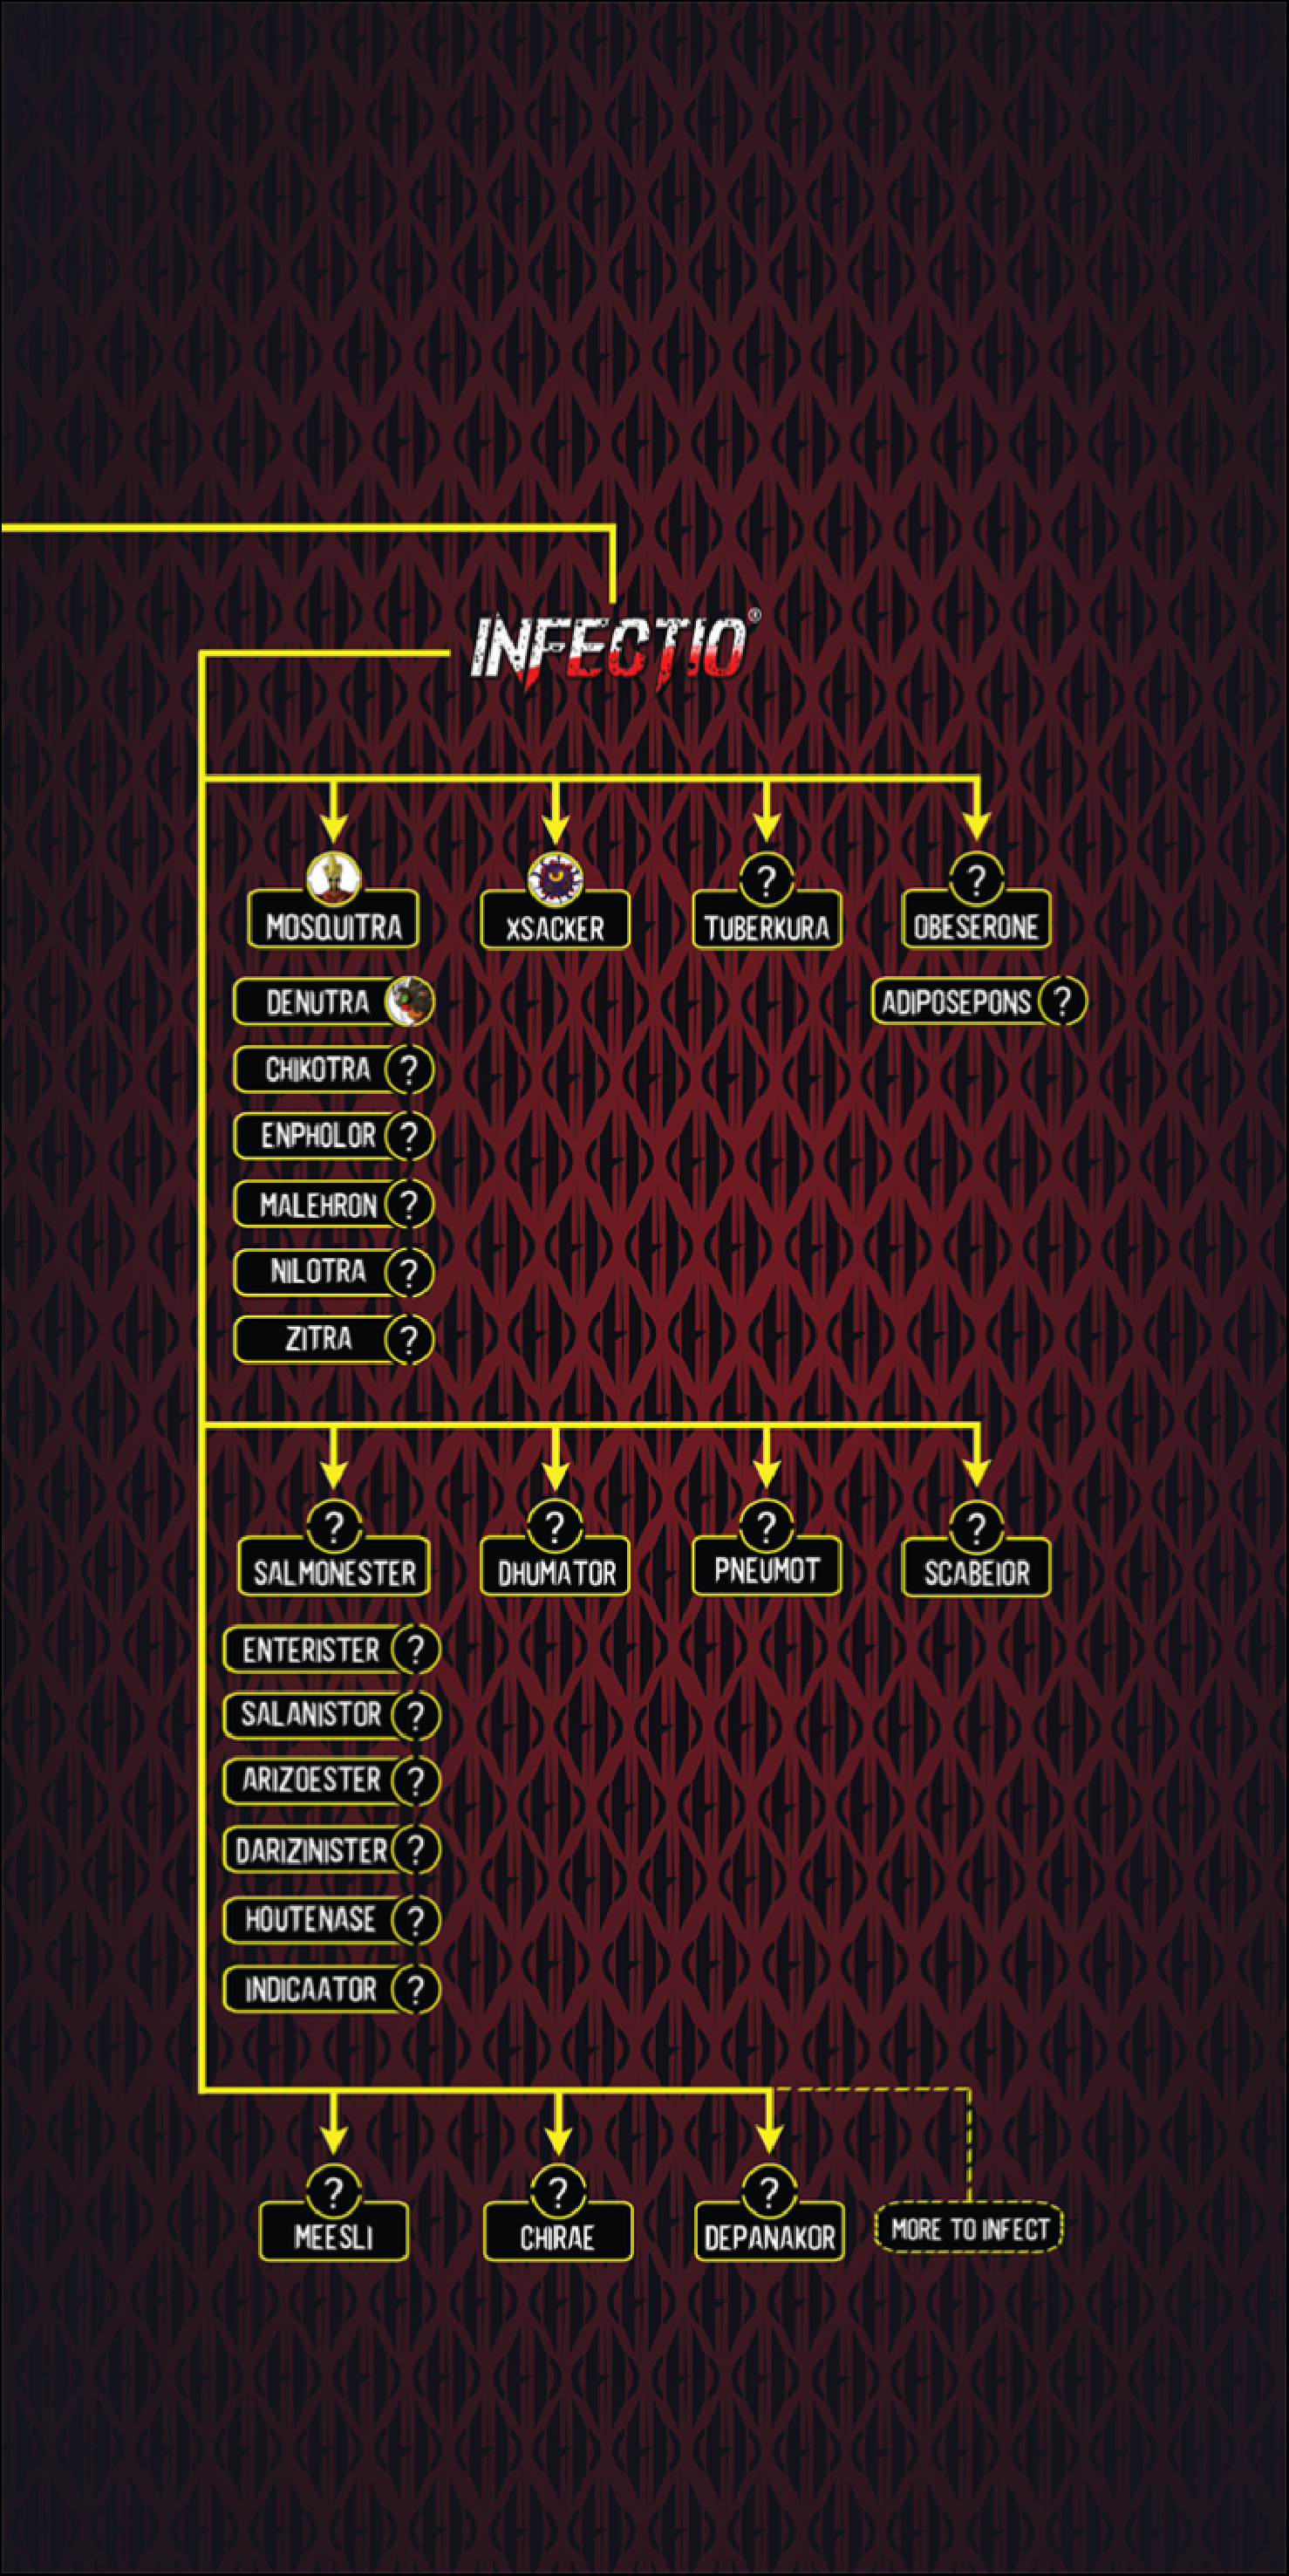 INFECTIO®
MOSQUITRA
XSACKER
?
TUBERKURA
?
OBESERONE
DENUTRA
CHIKOTRA ?
ENPHOLOR ?
MALEHRON ?
NILOTRA ?
ZITRA ?
ADIPOSEPONS ?
?
SALMONESTER
?
DHUMATOR
?
PNEUMOT
?
SCABEIOR
ENTERISTER ?
SALANISTOR ?
ARIZOESTER ?
DARIZINISTER ?
HOUTENASE ?
INDICAATOR ?
?
MEESLI
?
CHIRAE
?
DEPANAKOR
MORE TO INFECT